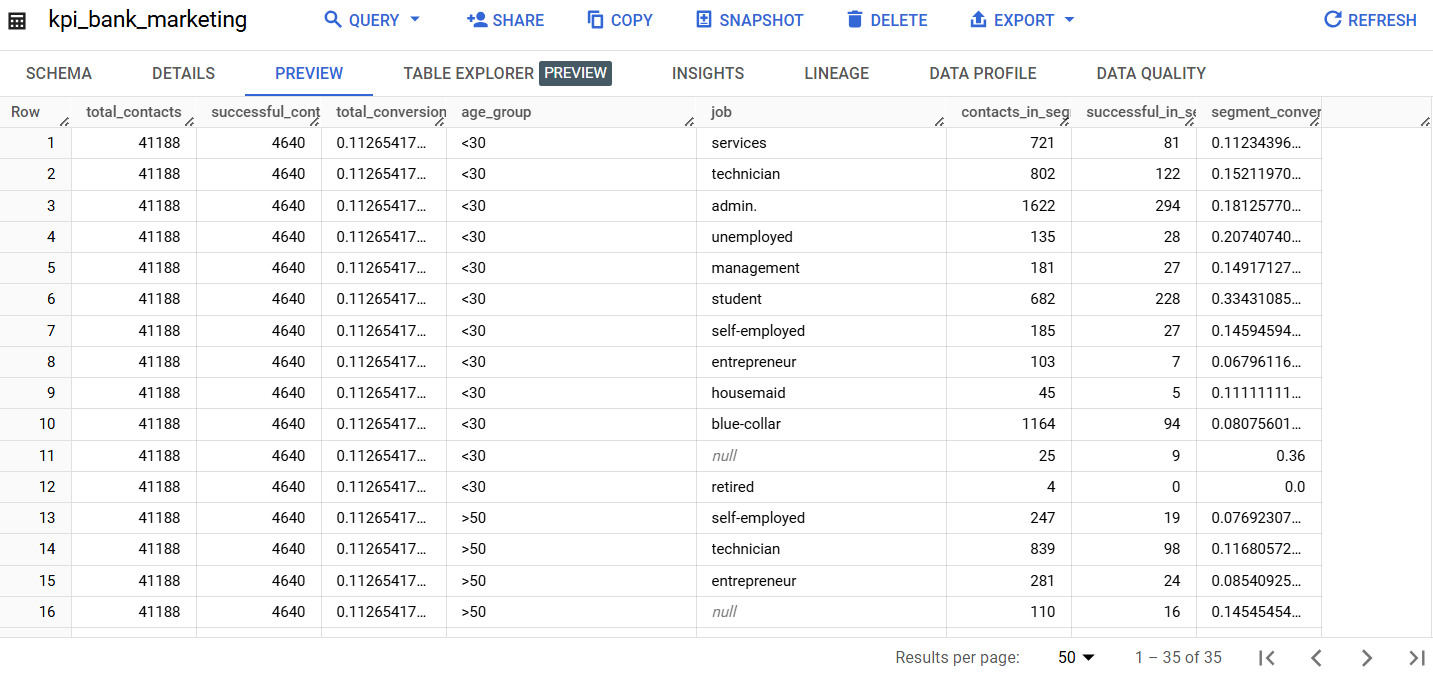 kpi_bank_marketing QUERY SHARE COPY SNAPSHOT DELETE EXPORT REFRESH
SCHEMA DETAILS PREVIEW TABLE EXPLORER PREVIEW INSIGHTS LINEAGE DATA PROFILE DATA QUALITY
Row total_contacts successful_cont total_conversion age_group job contacts_in_seg successful_in_se segment_conver
1 41188 4640 0.11265417... <30 services 721 81 0.11234396...
2 41188 4640 0.11265417... <30 technician 802 122 0.15211970...
3 41188 4640 0.11265417... <30 admin. 1622 294 0.18125770...
4 41188 4640 0.11265417... <30 unemployed 135 28 0.20740740...
5 41188 4640 0.11265417... <30 management 181 27 0.14917127...
6 41188 4640 0.11265417... <30 student 682 228 0.33431085...
7 41188 4640 0.11265417... <30 self-employed 185 27 0.14594594...
8 41188 4640 0.11265417... <30 entrepreneur 103 7 0.06796116...
9 41188 4640 0.11265417... <30 housemaid 45 5 0.11111111...
10 41188 4640 0.11265417... <30 blue-collar 1164 94 0.08075601...
11 41188 4640 0.11265417... <30 null 25 9 0.36
12 41188 4640 0.11265417... <30 retired 4 0 0.0
13 41188 4640 0.11265417... >50 self-employed 247 19 0.07692307...
14 41188 4640 0.11265417... >50 technician 839 98 0.11680572...
15 41188 4640 0.11265417... >50 entrepreneur 281 24 0.08540925...
16 41188 4640 0.11265417... >50 null 110 16 0.14545454...
Results per page: 50 1 – 35 of 35